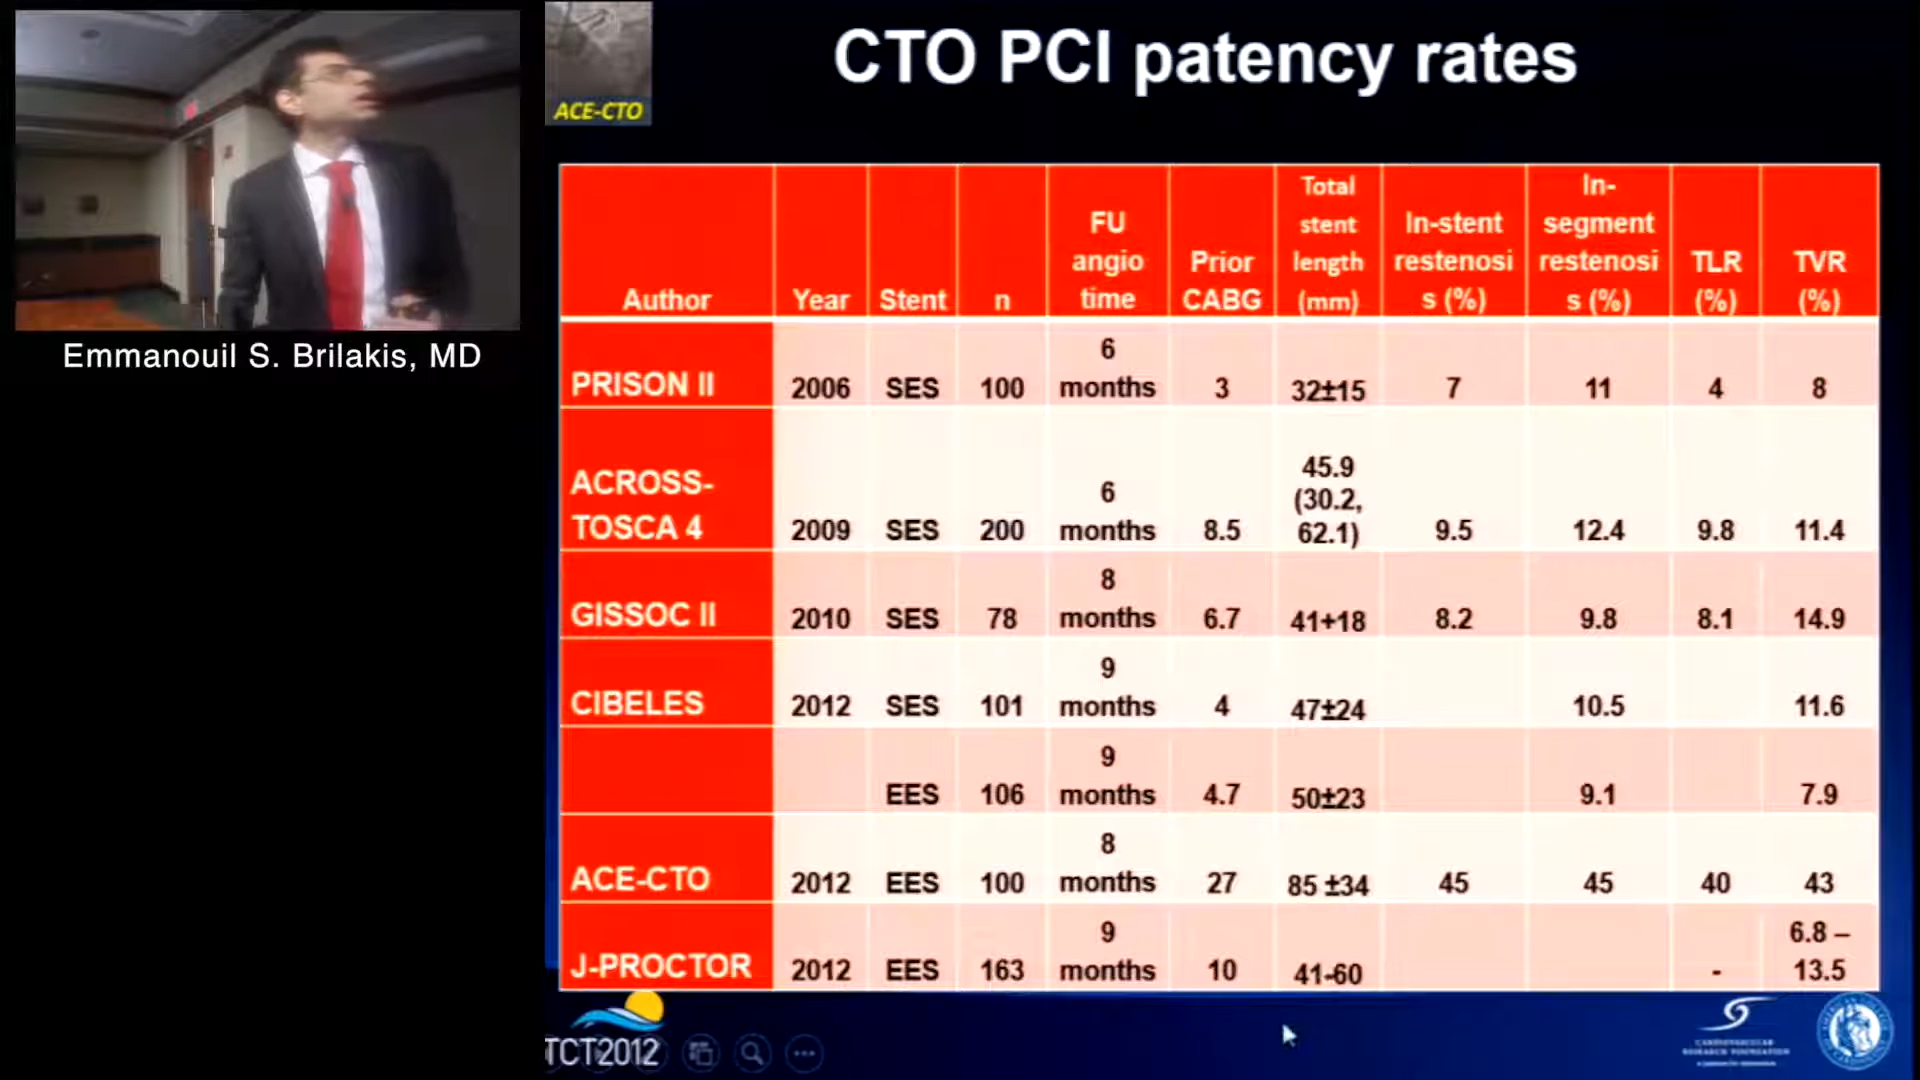 CTO PCI patency rates
ACE-CTO
Emmanouil S. Brilakis, MD
Author Year Stent n FU angio time Prior CABG Total stent length (mm) In-stent restenosi s (%) In- segment restenosi s (%) TLR (%) TVR (%)
PRISON II 2006 SES 100 6 months 3 32±15 7 11 4 8
ACROSS- TOSCA 4 2009 SES 200 6 months 8.5 45.9 (30.2, 62.1) 9.5 12.4 9.8 11.4
GISSOC II 2010 SES 78 8 months 6.7 41+18 8.2 9.8 8.1 14.9
CIBELES 2012 SES 101 9 months 4 47±24 10.5 11.6
EES 106 9 months 4.7 50±23 9.1 7.9
ACE-CTO 2012 EES 100 8 months 27 85 ±34 45 45 40 43
J-PROCTOR 2012 EES 163 9 months 10 41-60 - 6.8 – 13.5
TCT2012
CARDIOVASCULAR
RESEARCH FOUNDATION